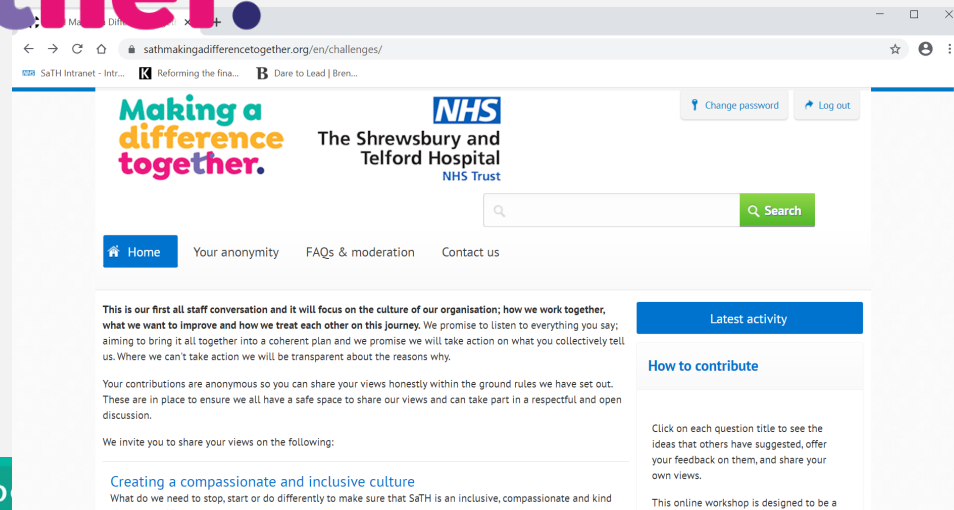 ther.
sathmakingadifferencetogether.org/en/challenges/
SaTH Intranet - Intr... Reforming the fina... Dare to Lead | Bren...
Making a
difference
together.
NHS
The Shrewsbury and
Telford Hospital
NHS Trust
Change password
Log out
Search
Home
Your anonymity
FAQs & moderation
Contact us
This is our first all staff conversation and it will focus on the culture of our organisation; how we work together,
what we want to improve and how we treat each other on this journey. We promise to listen to everything you say;
aiming to bring it all together into a coherent plan and we promise we will take action on what you collectively tell
us. Where we can't take action we will be transparent about the reasons why.
Your contributions are anonymous so you can share your views honestly within the ground rules we have set out.
These are in place to ensure we all have a safe space to share our views and can take part in a respectful and open
discussion.
We invite you to share your views on the following:
Creating a compassionate and inclusive culture
What do we need to stop, start or do differently to make sure that SaTH is an inclusive, compassionate and kind
Latest activity
How to contribute
Click on each question title to see the
ideas that others have suggested, offer
your feedback on them, and share your
own views.
This online workshop is designed to be a